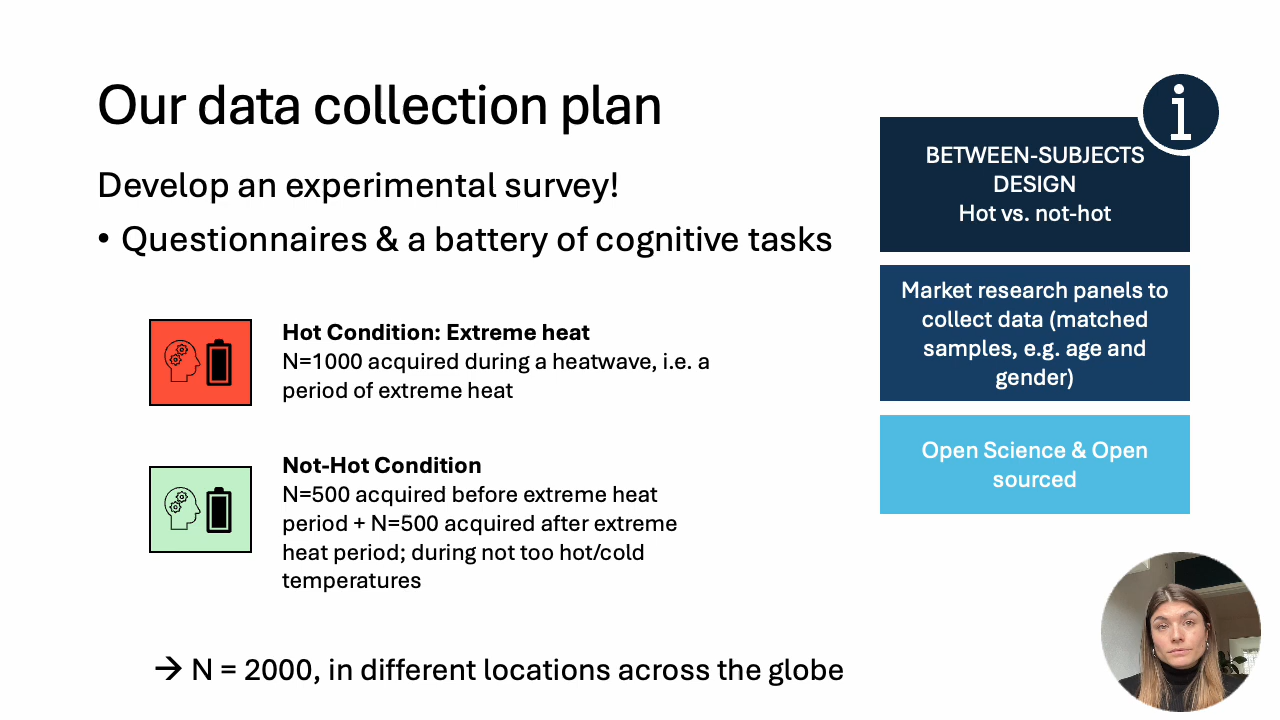 Our data collection plan
Develop an experimental survey!
• Questionnaires & a battery of cognitive tasks
Hot Condition: Extreme heat
N=1000 acquired during a heatwave, i.e. a
period of extreme heat
Not-Hot Condition
N=500 acquired before extreme heat
period + N=500 acquired after extreme
heat period; during not too hot/cold
temperatures
→ N = 2000, in different locations across the globe
i
BETWEEN-SUBJECTS
DESIGN
Hot vs. not-hot
Market research panels to
collect data (matched
samples, e.g. age and
gender)
Open Science & Open
sourced